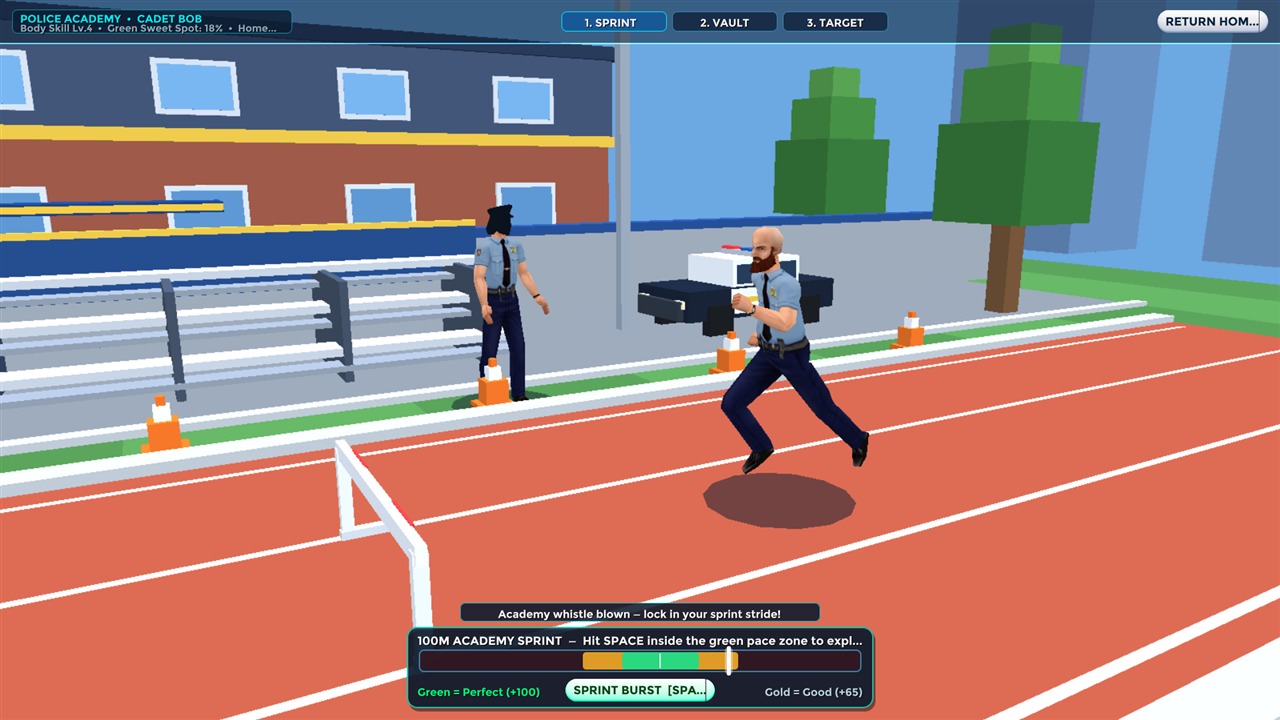 POLICE ACADEMY • CADET BOB
Body Skill Lv.4 • Green Sweet Spot: 18% • Home...
1. SPRINT
2. VAULT
3. TARGET
RETURN HOM...
Academy whistle blown – lock in your sprint stride!
100M ACADEMY SPRINT – Hit SPACE inside the green pace zone to expl...
Green = Perfect (+100)
SPRINT BURST [SPA...
Gold = Good (+65)